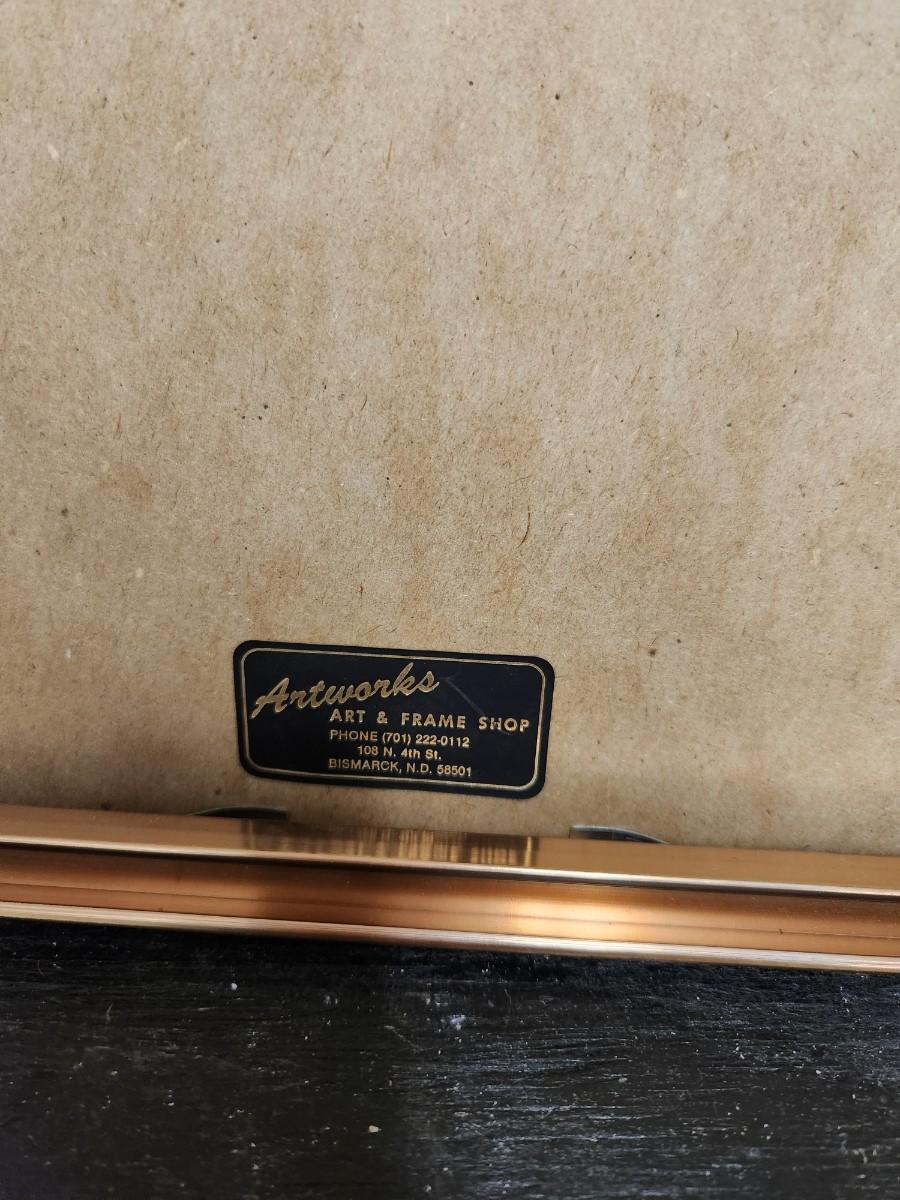 Artworks
ART & FRAME SHOP
PHONE (701) 222-0112
108 N. 4th St.
BISMARCK, N.D. 58501